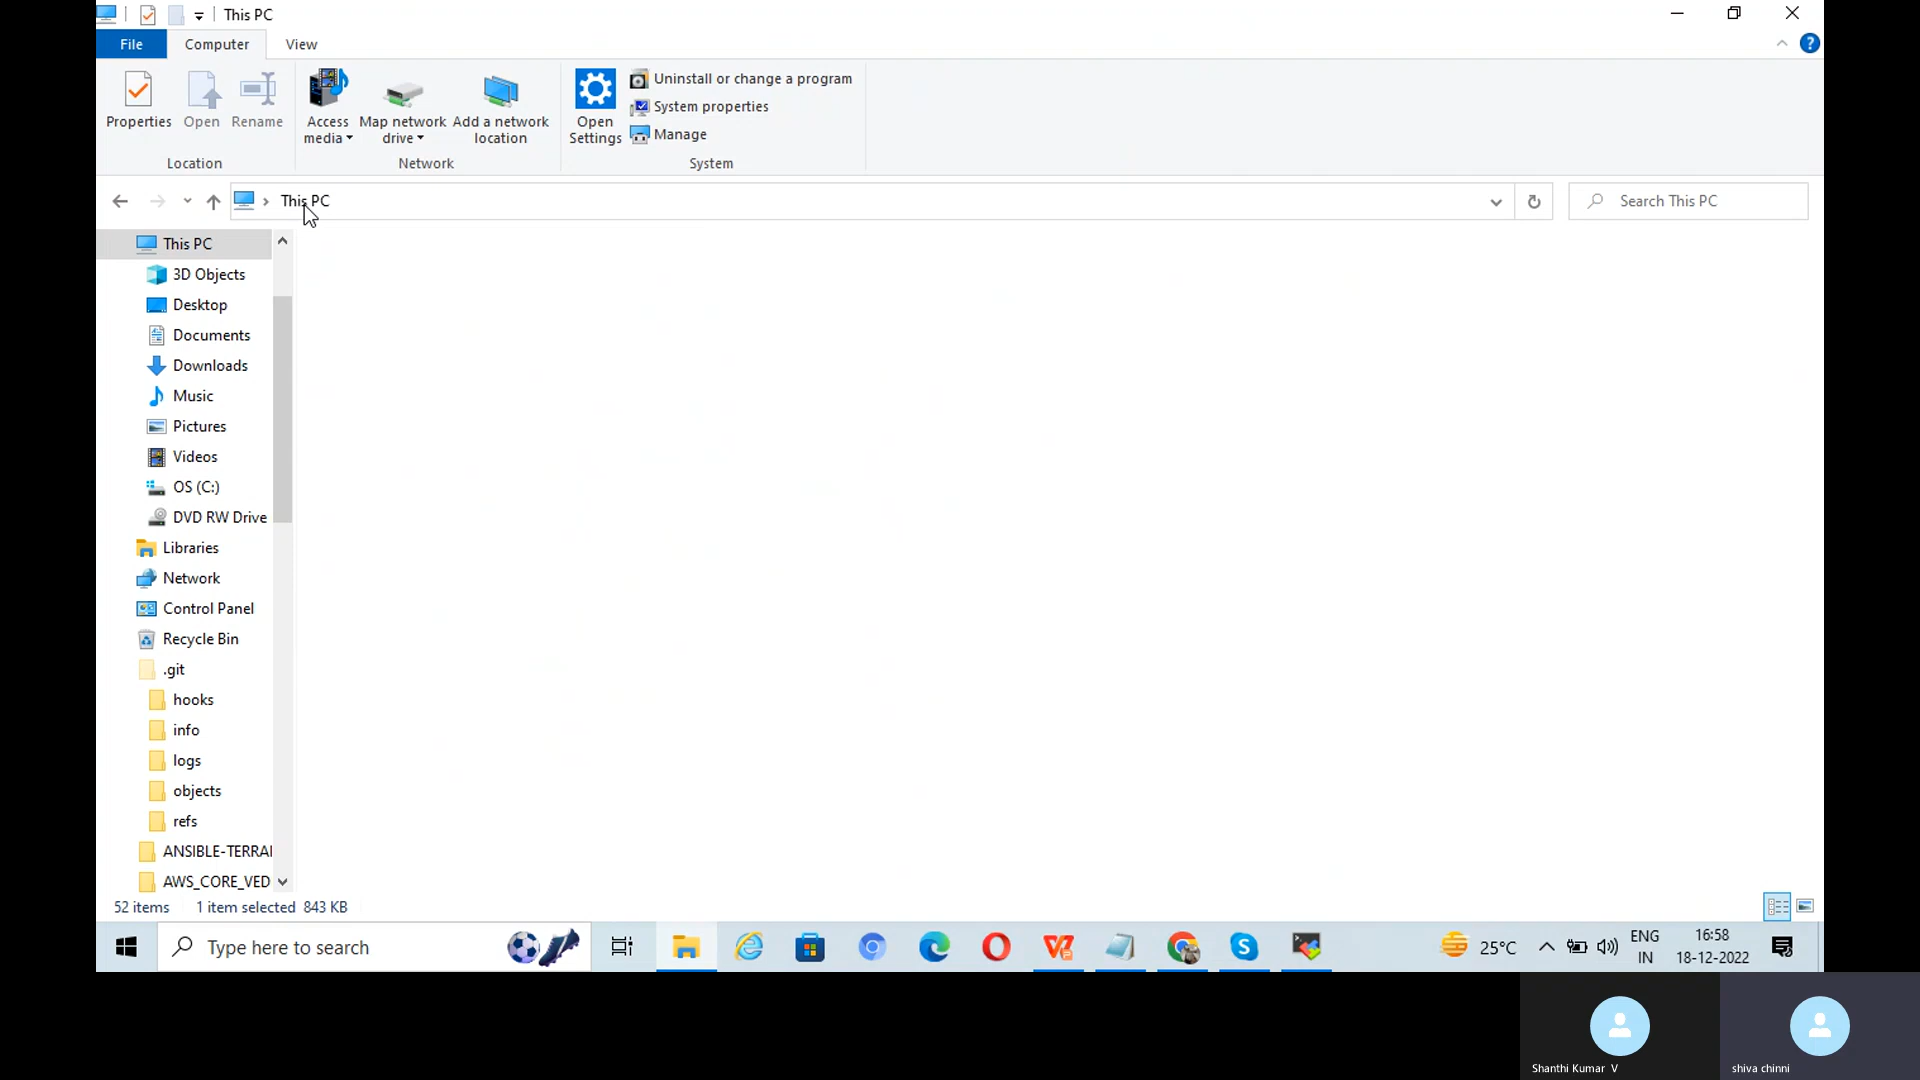 This PC
File
Computer
View
Properties
Open
Rename
Access
media
Map network
drive
Add a network
location
Open
Settings
Uninstall or change a program
System properties
Manage
Location
Network
System
This PC
Search This PC
This PC
3D Objects
Desktop
Documents
Downloads
Music
Pictures
Videos
OS (C:)
DVD RW Drive
Libraries
Network
Control Panel
Recycle Bin
.git
hooks
info
logs
objects
refs
ANSIBLE-TERRAI
AWS_CORE_VED
52 items 1 item selected 843 KB
Type here to search
25°C
ENG
IN
16:58
18-12-2022
Shanthi Kumar V
shiva chinni